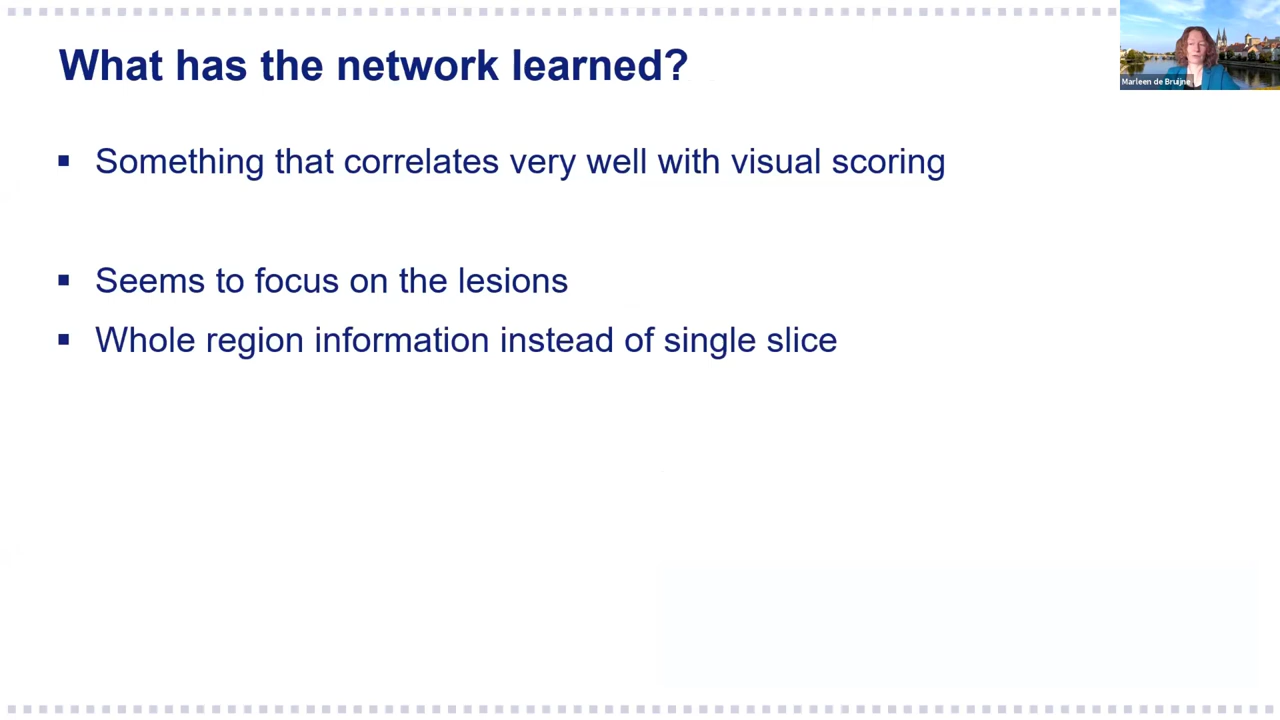 What has the network learned?
Marleen de Bruijne
Something that correlates very well with visual scoring
Seems to focus on the lesions
Whole region information instead of single slice